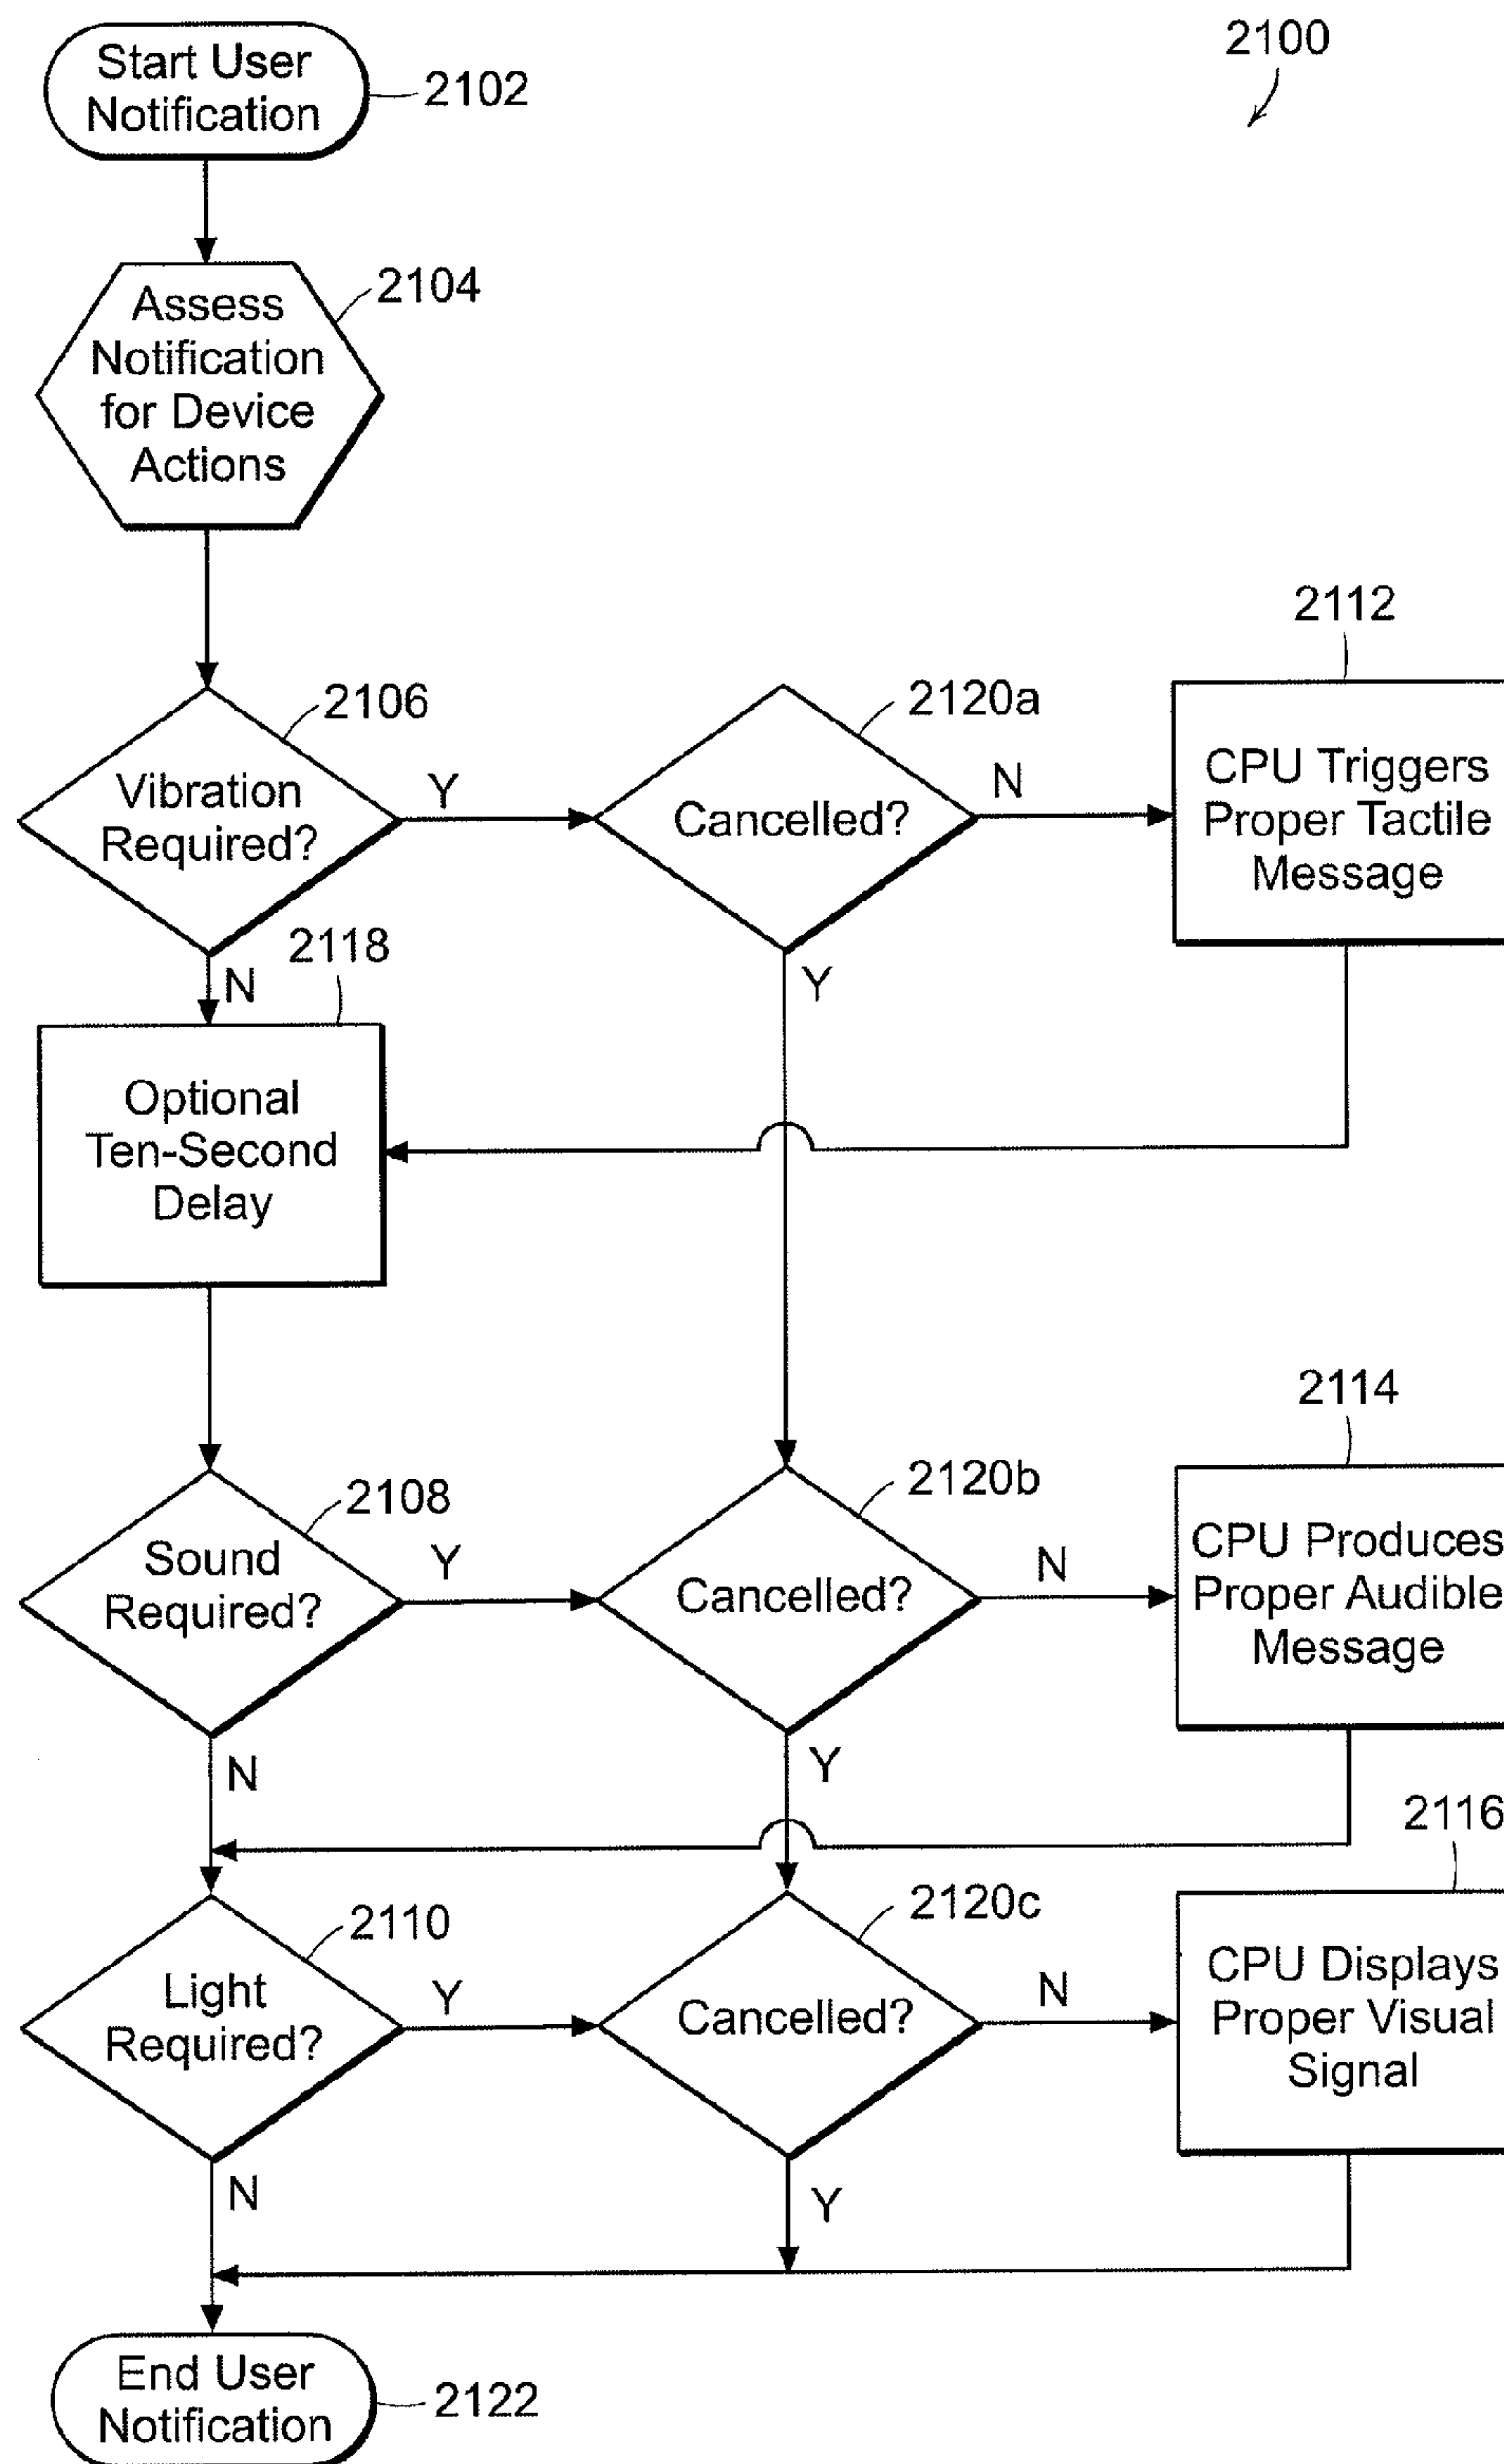 2100
Start User
Notification
2102
Assess
Notification
for Device
Actions
2104
Vibration
Required?
2106
Y
N
Cancelled?
2120a
N
Y
2112
CPU Triggers
Proper Tactile
Message
2118
Optional
Ten-Second
Delay
Sound
Required?
2108
Y
N
Cancelled?
2120b
N
Y
2114
CPU Produces
Proper Audible
Message
Light
Required?
2110
Y
N
Cancelled?
2120c
N
Y
2116
CPU Displays
Proper Visual
Signal
End User
Notification
2122